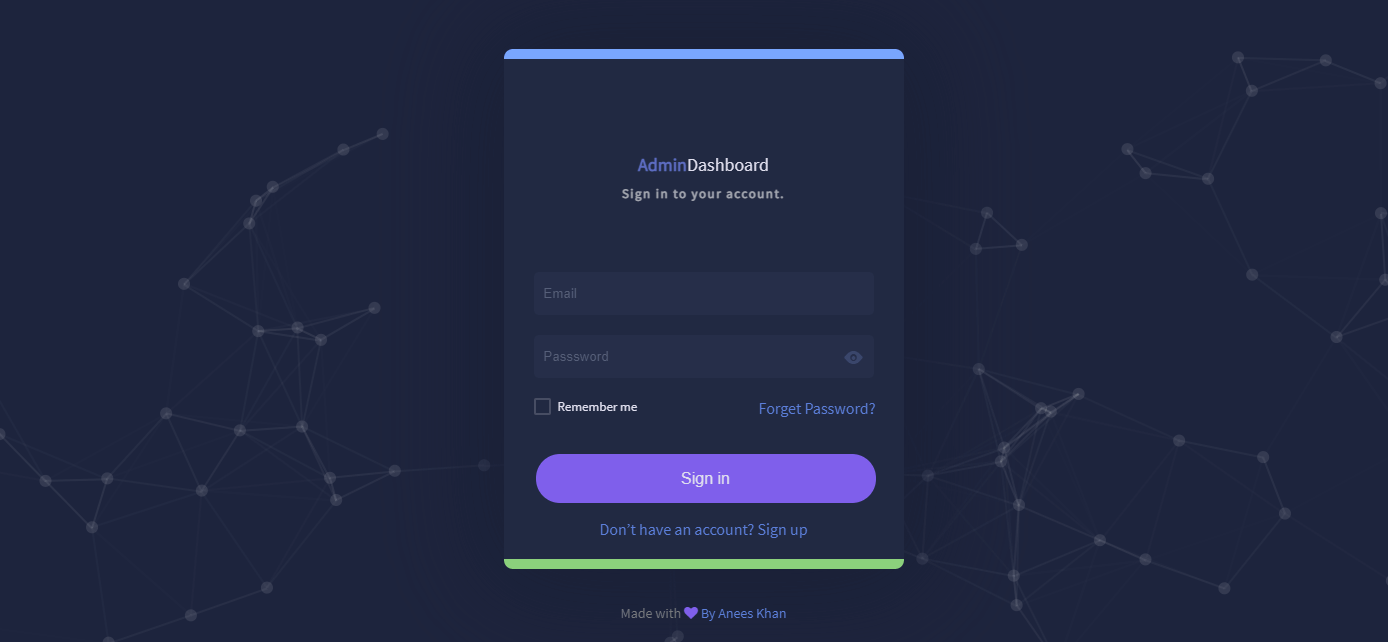 AdminDashboard
Sign in to your account.
Email
Passsword
Remember me
Forget Password?
Sign in
Don't have an account? Sign up
Made with By Anees Khan